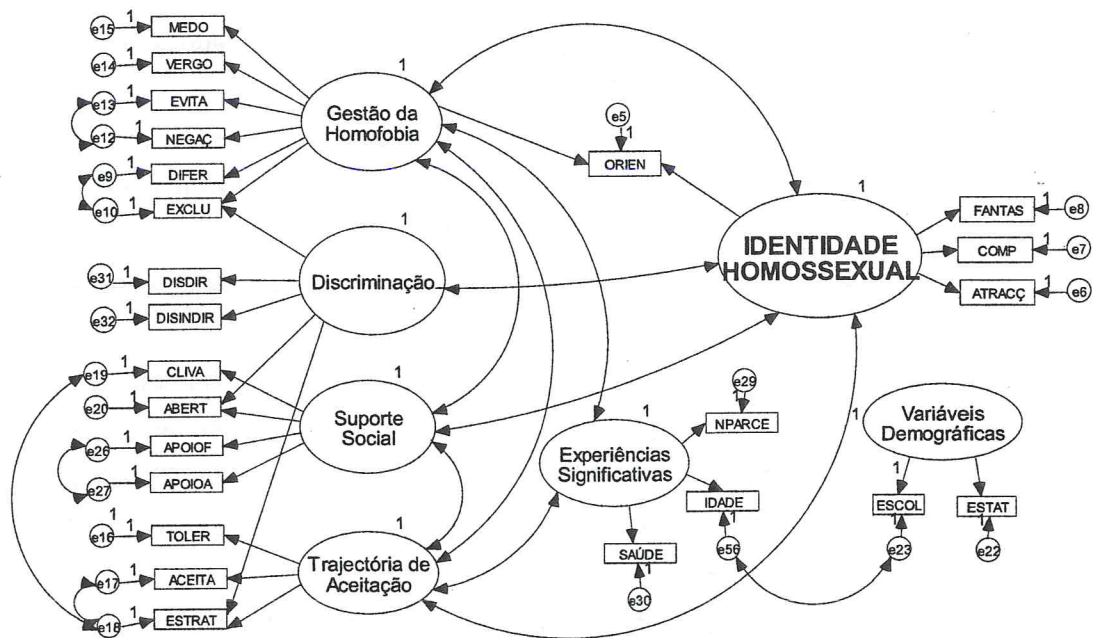 e15 1 MEDO
e14 1 VERGO
e13 1 EVITA
e12 1 NEGAÇ
e9 1 DIFER
e10 1 EXCLU
1
Gestão da
Homofobia
e5
1
ORIEN
1
IDENTIDADE
HOMOSSEXUAL
FANTAS 1 e8
COMP 1 e7
ATRACÇ 1 e6
e31 1 DISDIR
e32 1 DISINDIR
1
Discriminação
e19 1 CLIVA
e20 1 ABERT
e26 1 APOIOF
e27 1 APOIOA
1
Suporte
Social
e16 1 1 TOLER
e17 1 ACEITA
e18 1 ESTRAT
1
Trajectória de
Aceitação
1
Experiências
Significativas
e29
1
NPARCE
IDADE
1
e56
SAÚDE
1
e30
1
Variáveis
Demográficas
1
ESCOL
1
e23
ESTAT
1
e22